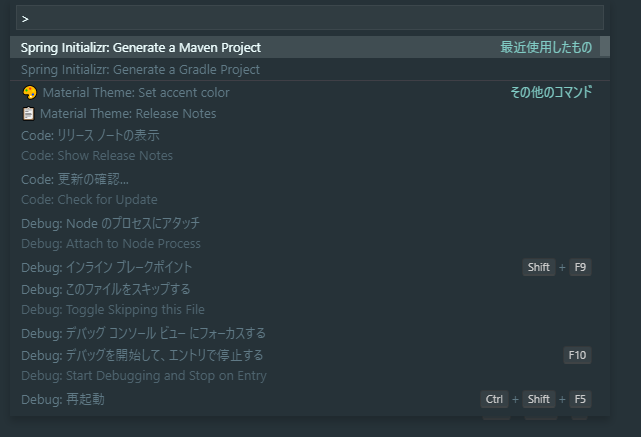 >
Spring Initializr: Generate a Maven Project 最近使用したもの
Spring Initializr: Generate a Gradle Project
🎨 Material Theme: Set accent color その他のコマンド
📋 Material Theme: Release Notes
Code: リリース ノートの表示
Code: Show Release Notes
Code: 更新の確認...
Code: Check for Update
Debug: Node のプロセスにアタッチ
Debug: Attach to Node Process
Debug: インライン ブレークポイント Shift + F9
Debug: このファイルをスキップする
Debug: Toggle Skipping this File
Debug: デバッグ コンソール ビュー にフォーカスする
Debug: デバッグを開始して、エントリで停止する F10
Debug: Start Debugging and Stop on Entry
Debug: 再起動 Ctrl + Shift + F5